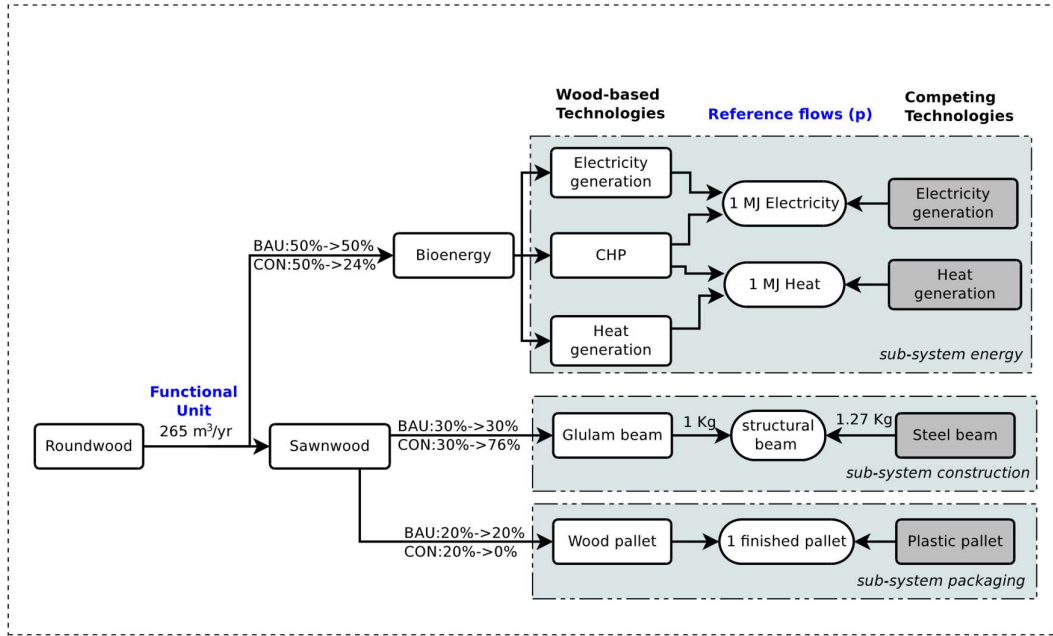 Wood-based
Technologies
Reference flows (p)
Competing
Technologies
Electricity
generation
1 MJ Electricity
Electricity
generation
BAU:50%->50%
CON:50%->24%
Bioenergy
CHP
1 MJ Heat
Heat
generation
Heat
generation
sub-system energy
Functional
Unit
265 m³/yr
Roundwood
Sawnwood
BAU:30%->30%
CON:30%->76%
Glulam beam
1 Kg
structural
beam
1.27 Kg
Steel beam
sub-system construction
BAU:20%->20%
CON:20%->0%
Wood pallet
1 finished pallet
Plastic pallet
sub-system packaging